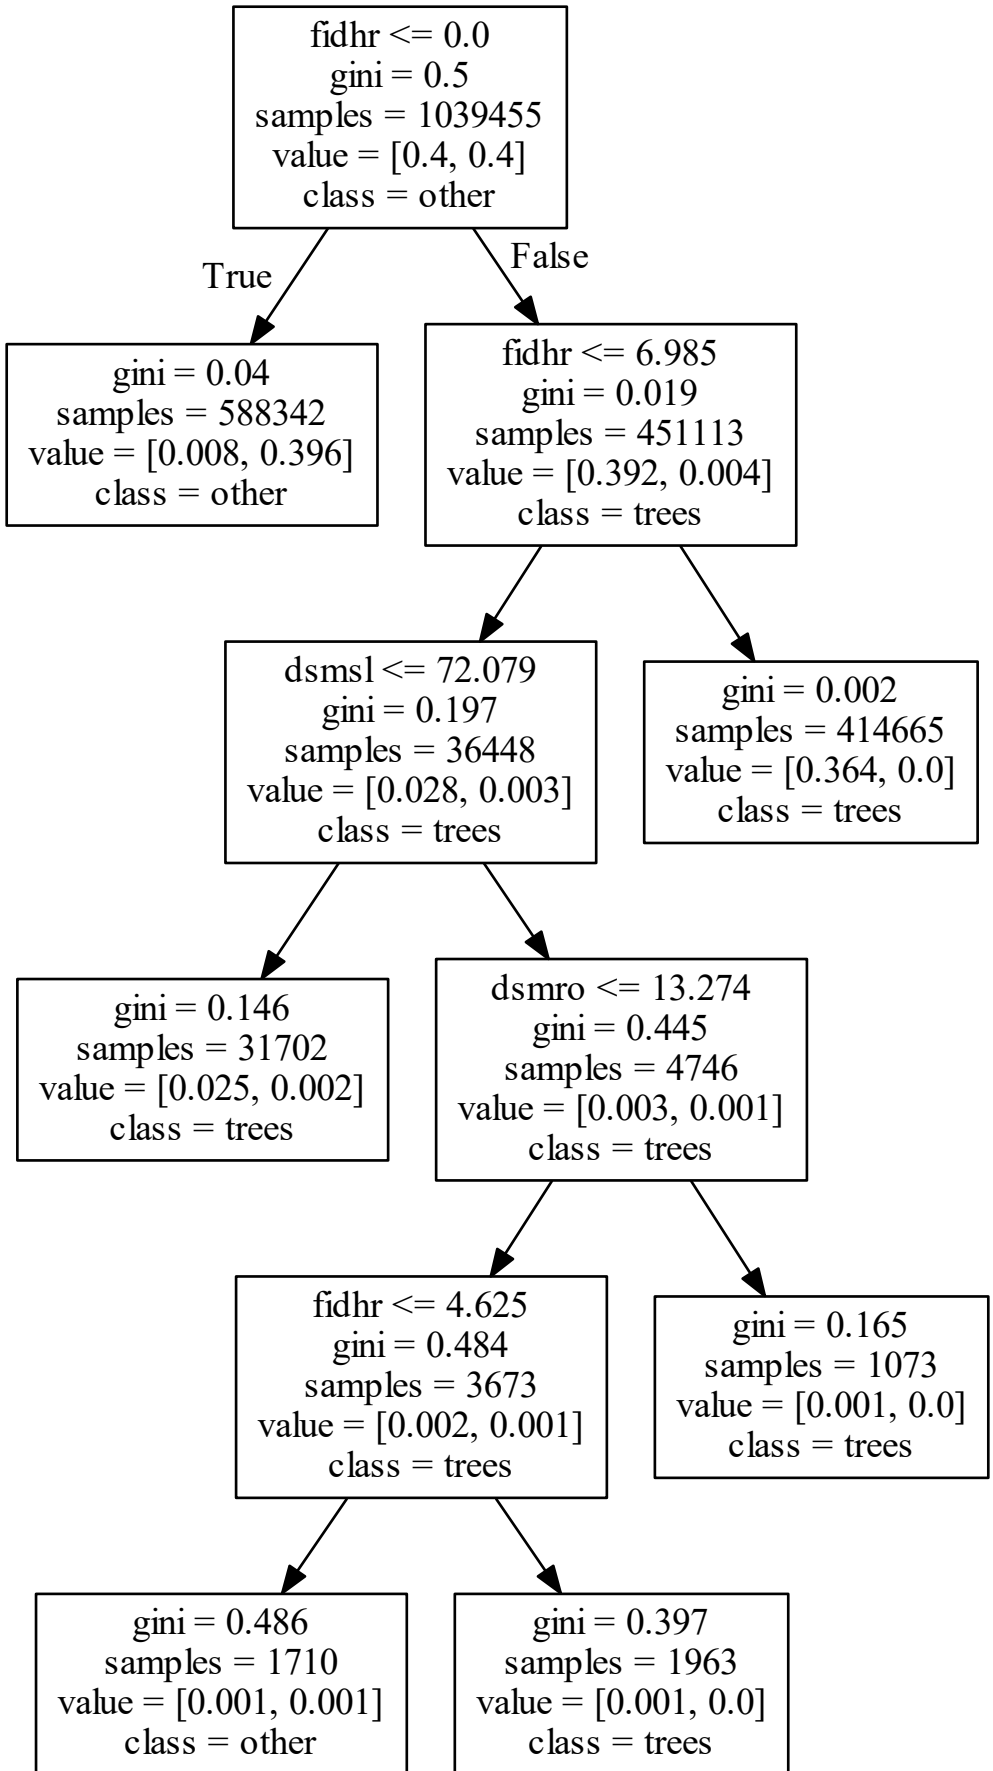 fidhr <= 0.0
gini = 0.5
samples = 1039455
value = [0.4, 0.4]
class = other
True
False
gini = 0.04
samples = 588342
value = [0.008, 0.396]
class = other
fidhr <= 6.985
gini = 0.019
samples = 451113
value = [0.392, 0.004]
class = trees
dsmsl <= 72.079
gini = 0.197
samples = 36448
value = [0.028, 0.003]
class = trees
gini = 0.002
samples = 414665
value = [0.364, 0.0]
class = trees
gini = 0.146
samples = 31702
value = [0.025, 0.002]
class = trees
dsmro <= 13.274
gini = 0.445
samples = 4746
value = [0.003, 0.001]
class = trees
fidhr <= 4.625
gini = 0.484
samples = 3673
value = [0.002, 0.001]
class = trees
gini = 0.165
samples = 1073
value = [0.001, 0.0]
class = trees
gini = 0.486
samples = 1710
value = [0.001, 0.001]
class = other
gini = 0.397
samples = 1963
value = [0.001, 0.0]
class = trees